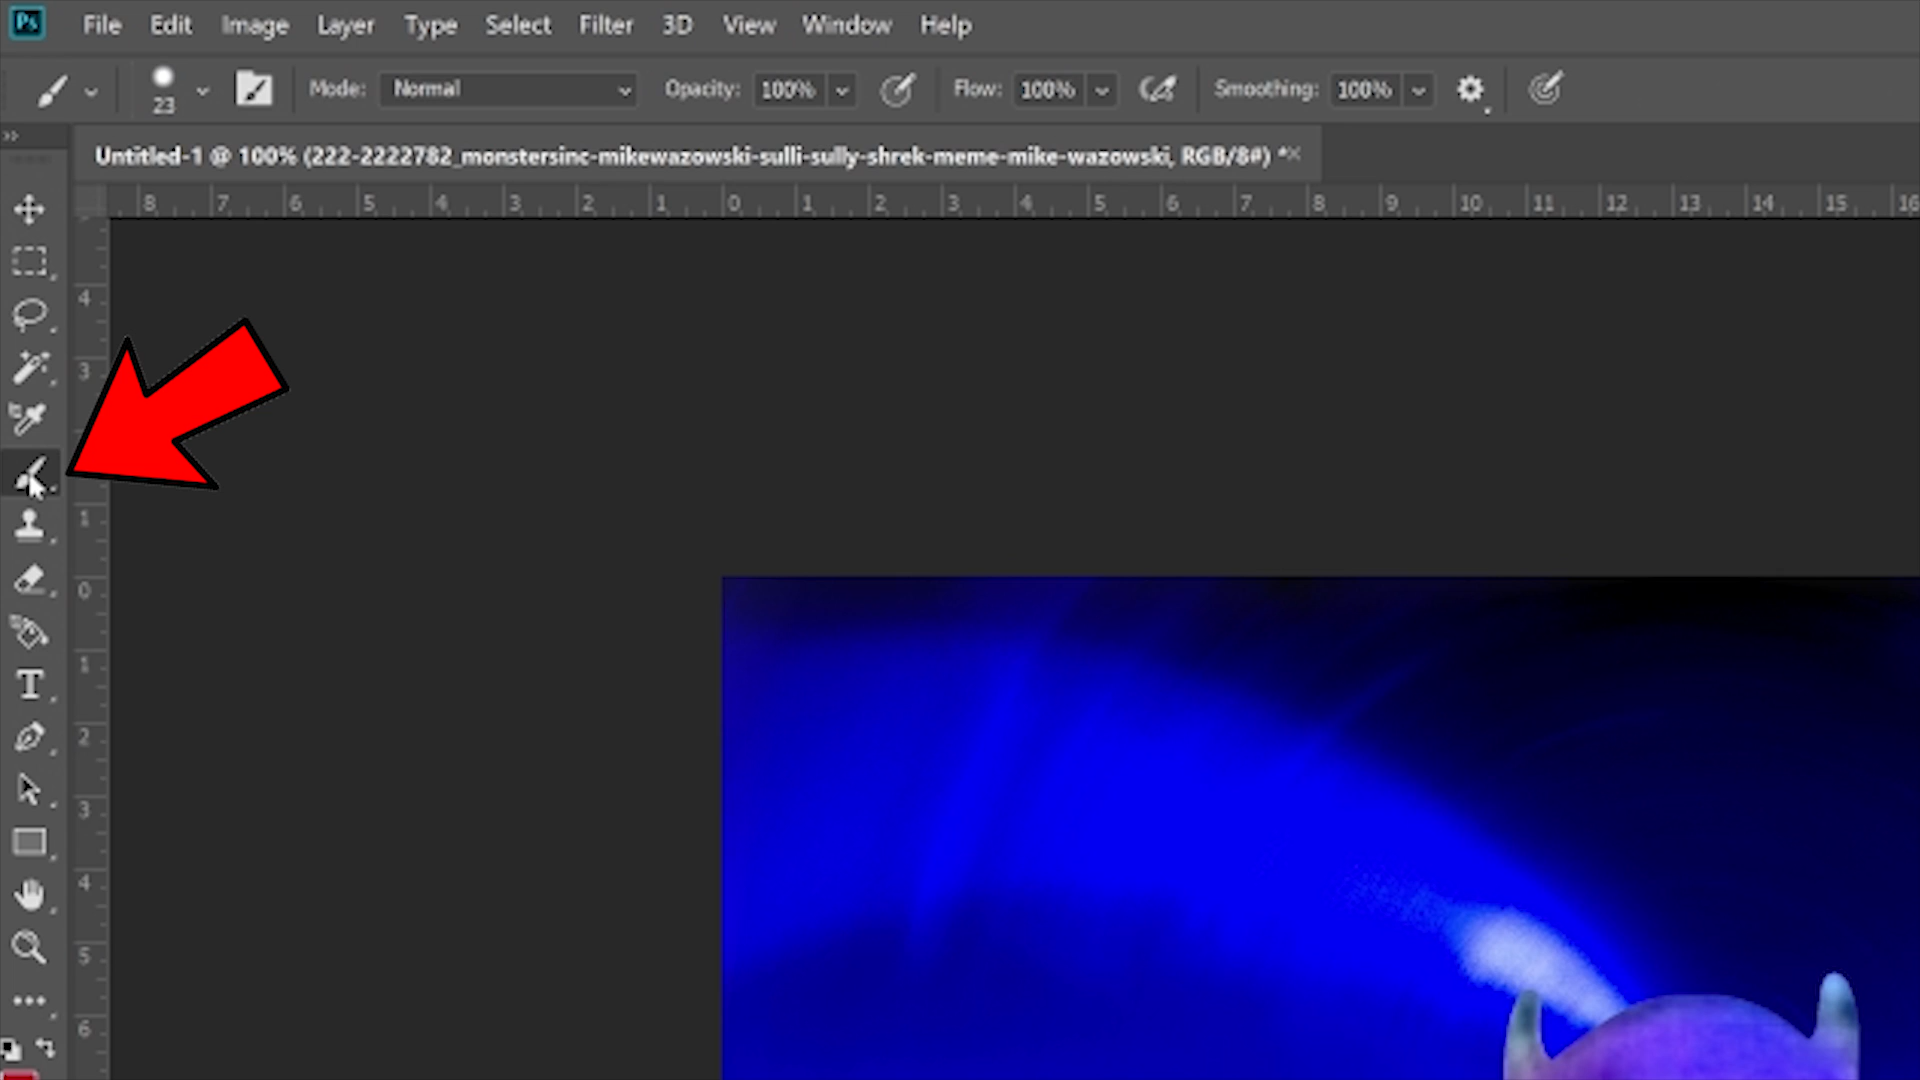 Ps File Edit Image Layer Type Select Filter 3D View Window Help
23 Mode: Normal Opacity: 100% Flow: 100% Smoothing: 100%
Untitled-1 @ 100% (222-2222782_monstersinc-mikewazowski-sulli-sully-shrek-meme-mike-wazowski, RGB/8#) *
8 7 6 5 4 3 2 1 0 1 2 3 4 5 6 7 8 9 10 11 12 13 14 15 16
4
3
1
0
1
2
3
4
5
6
T